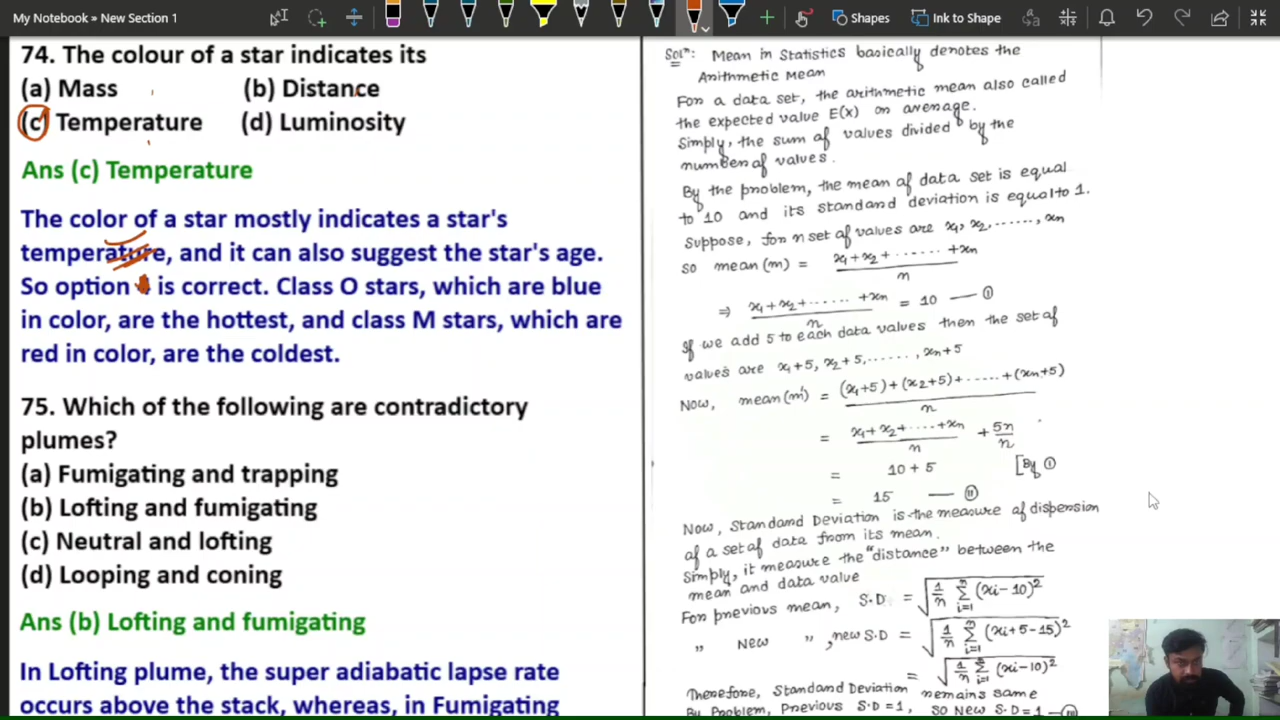 My Notebook » New Section 1
Shapes
Ink to Shape
74. The colour of a star indicates its
(a) Mass (b) Distance
(c) Temperature (d) Luminosity
Ans (c) Temperature
The color of a star mostly indicates a star's
temperature, and it can also suggest the star's age.
So option is correct. Class O stars, which are blue
in color, are the hottest, and class M stars, which are
red in color, are the coldest.
75. Which of the following are contradictory
plumes?
(a) Fumigating and trapping
(b) Lofting and fumigating
(c) Neutral and lofting
(d) Looping and coning
Ans (b) Lofting and fumigating
In Lofting plume, the super adiabatic lapse rate
occurs above the stack, whereas, in Fumigating
Solⁿ: Mean in Statistics basically denotes the
Arithmetic Mean
For a data set, the arithmetic mean also called
the expected value E(x) or average.
Simply, the sum of values divided by the
number of values.
By the problem, the mean of data set is equal
to 10 and its standard deviation is equal to 1.
Suppose, for n set of values are x₁, x₂, ......., xn
So mean (m) = x₁ + x₂ + ....... + xn / n
⇒ x₁ + x₂ + ...... + xn / n = 10 — ①
If we add 5 to each data values then the set of
values are x₁+5, x₂+5, ......., xn+5
Now, mean (m') = (x₁+5) + (x₂+5) + ...... + (xn+5) / n
= x₁ + x₂ + .... + xn / n + 5n / n
= 10 + 5 [By ①
= 15 — ⓘⓘ
Now, Standard Deviation is the measure of dispersion
of a set of data from its mean.
Simply, it measure the "distance" between the
mean and data value
For previous mean, S.D = √(1/n ∑ i=1 n (xi – 10)²)
" New ", new S.D = √(1/n ∑ i=1 n (xi + 5 – 15)²)
= √(1/n ∑ i=1 n (xi – 10)²)
Therefore, Standard Deviation remains same
By Problem, Previous S.D = 1, So New S.D = 1 —